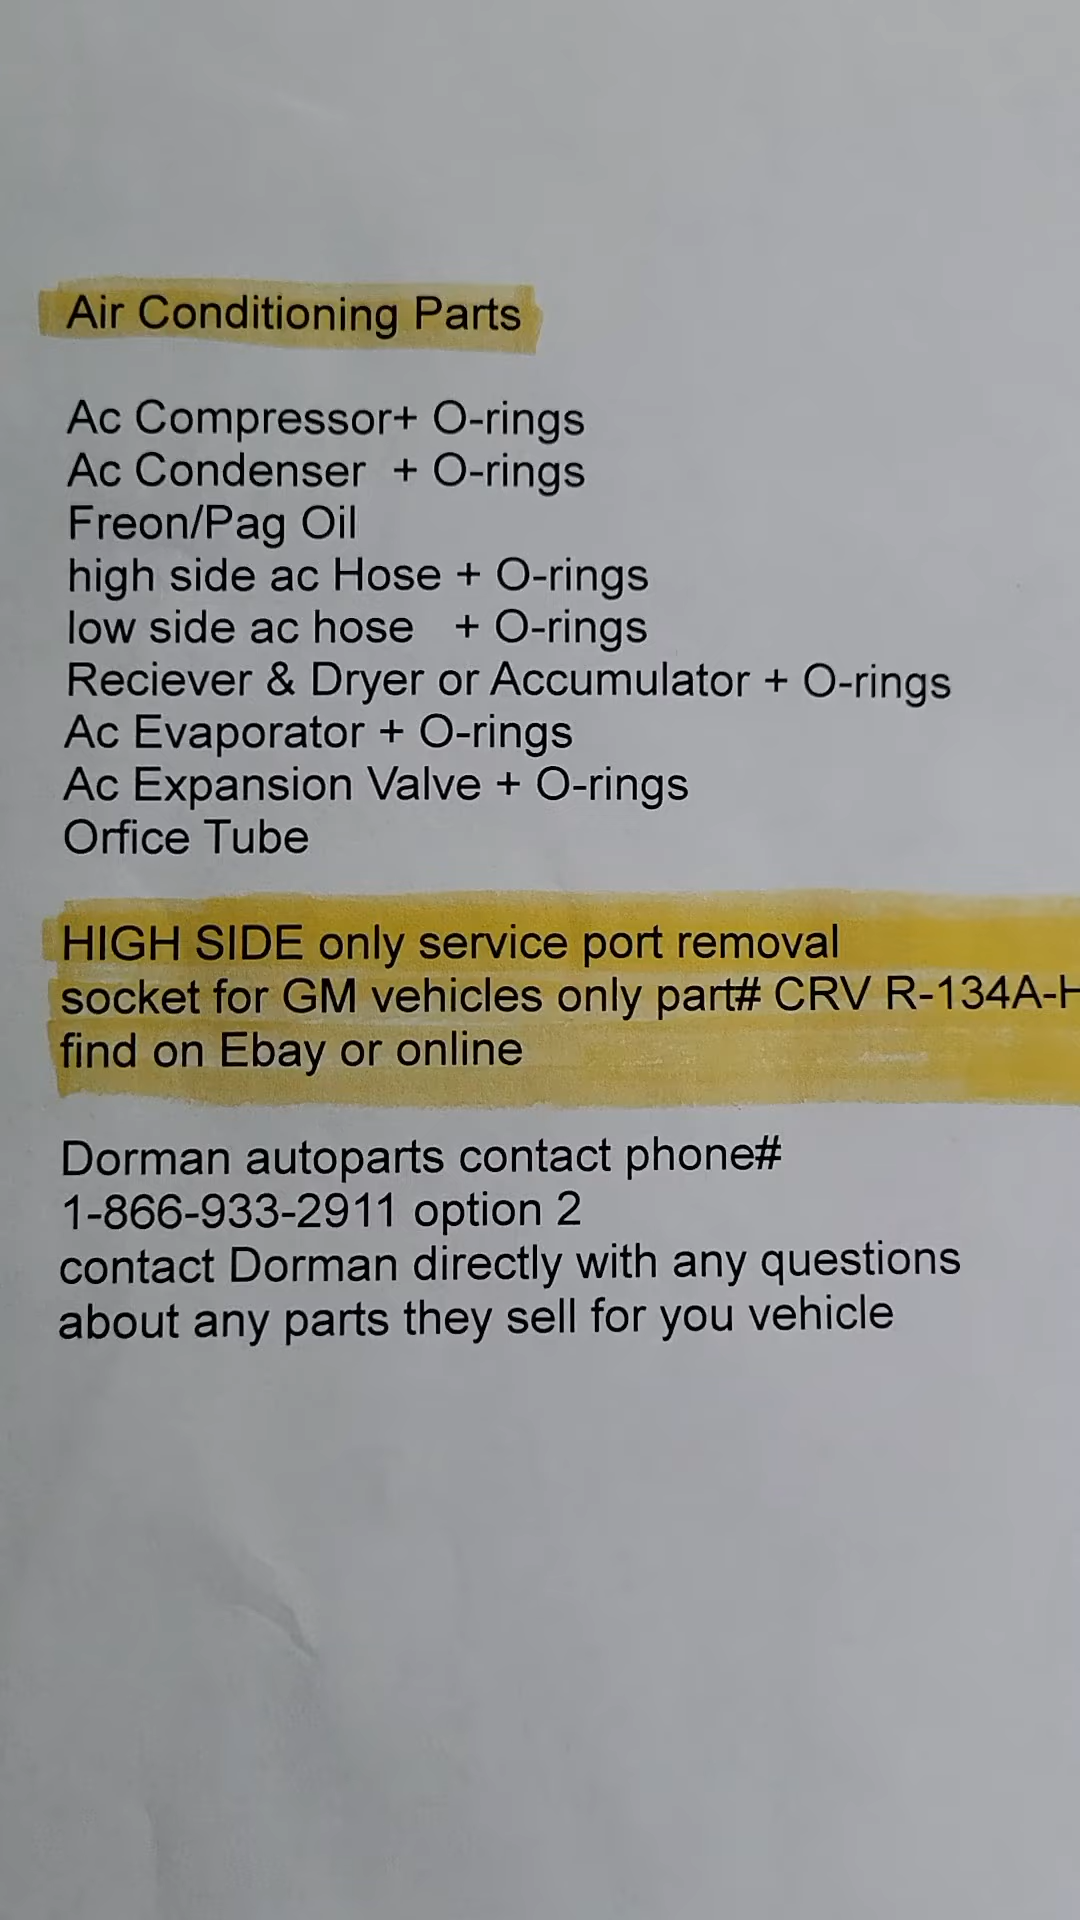 Air Conditioning Parts
Ac Compressor+ O-rings
Ac Condenser + O-rings
Freon/Pag Oil
high side ac Hose + O-rings
low side ac hose + O-rings
Reciever & Dryer or Accumulator + O-rings
Ac Evaporator + O-rings
Ac Expansion Valve + O-rings
Orfice Tube
HIGH SIDE only service port removal
socket for GM vehicles only part# CRV R-134A-H
find on Ebay or online
Dorman autoparts contact phone#
1-866-933-2911 option 2
contact Dorman directly with any questions
about any parts they sell for you vehicle